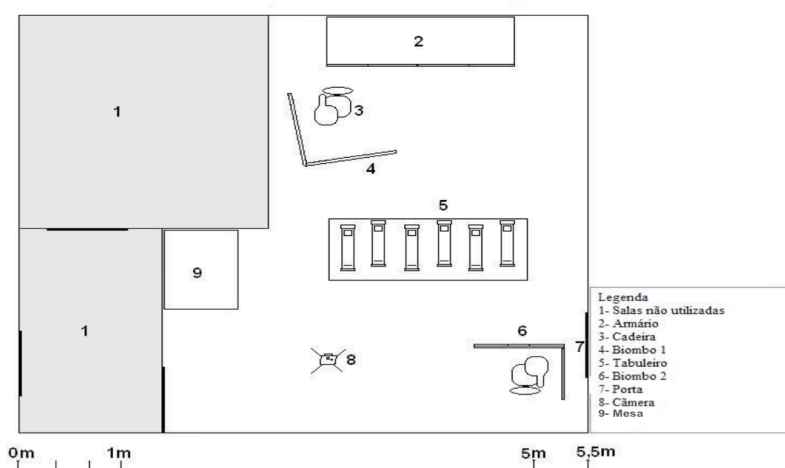 2
1
3
4
5
9
1
6
7
8
Legenda
1- Salas não utilizadas
2- Armário
3- Cadeira
4- Biombo 1
5- Tabuleiro
6- Biombo 2
7- Porta
8- Câmera
9- Mesa
0m 1m 5m 5,5m